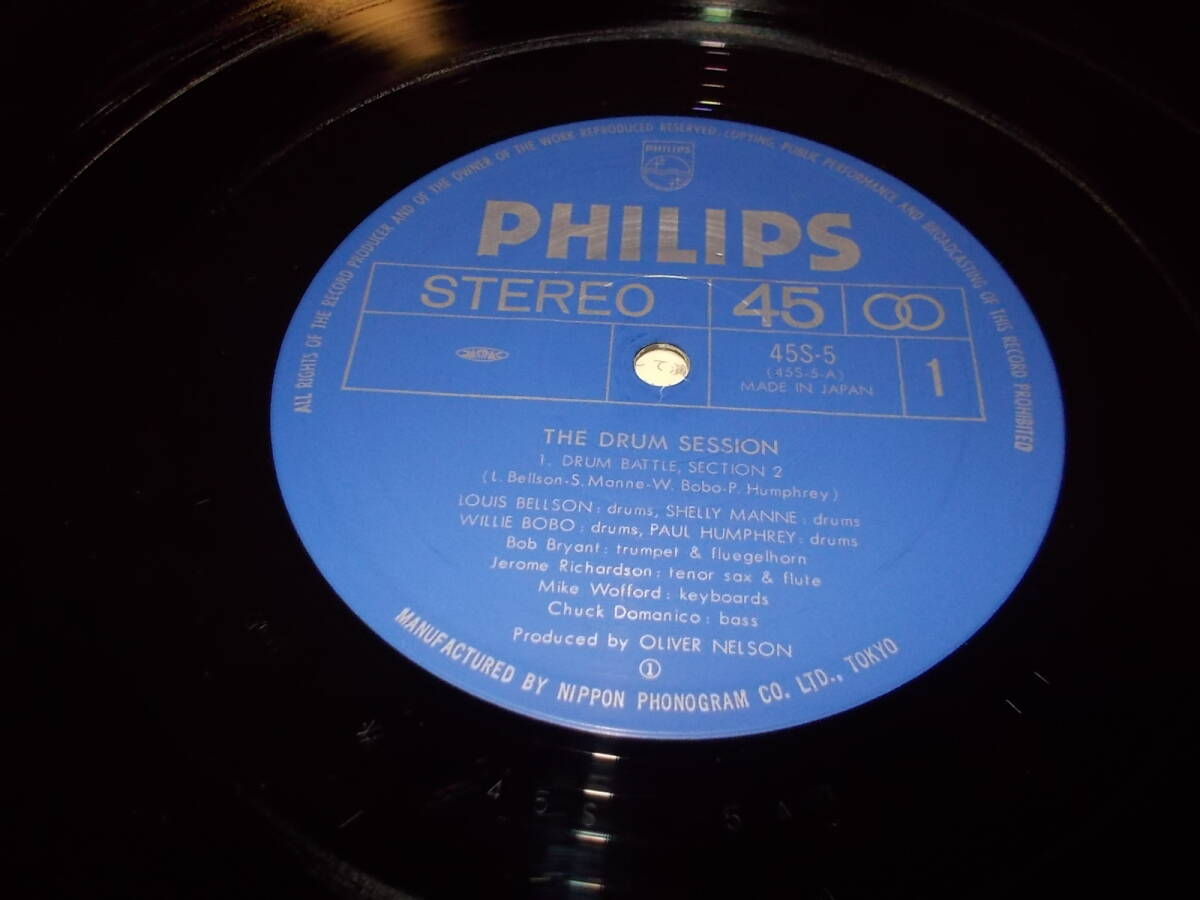 ALL RIGHTS OF THE RECORD PRODUCER AND OF THE OWNER OF THE WORK REPRODUCED RESERVED. COPYING, PUBLIC PERFORMANCE AND BROADCASTING OF THIS RECORD PROHIBITED
PHILIPS
PHILIPS
STEREO 45
JASRAC
45S-5
(45S-5-A)
MADE IN JAPAN
1
THE DRUM SESSION
1. DRUM BATTLE, SECTION 2
(L. Bellson-S. Manne-W. Bobo-P. Humphrey)
LOUIS BELLSON : drums, SHELLY MANNE : drums
WILLIE BOBO : drums, PAUL HUMPHREY : drums
Bob Bryant : trumpet & fluegelhorn
Jerome Richardson : tenor sax & flute
Mike Wofford : keyboards
Chuck Domanico : bass
Produced by OLIVER NELSON
①
MANUFACTURED BY NIPPON PHONOGRAM CO. LTD., TOKYO
45S